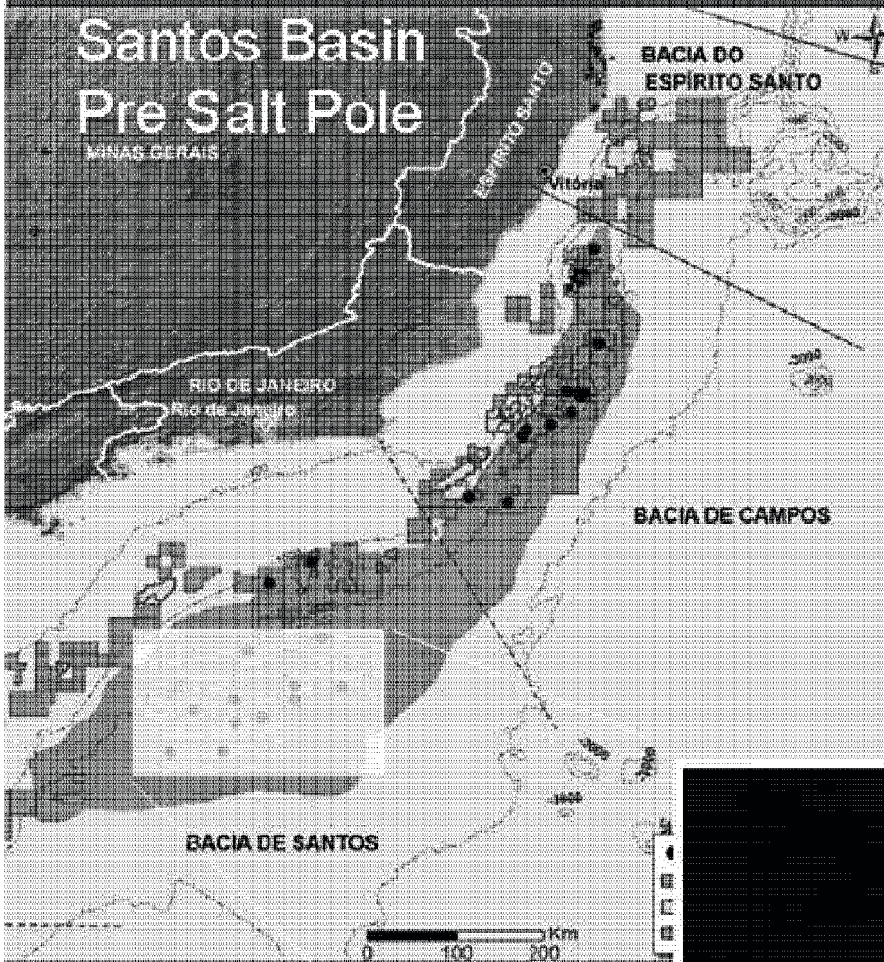 Santos Basin
Pre Salt Pole
MINAS GERAIS
ESPÍRITO SANTO
BACIA DO
ESPÍRITO SANTO
W
Vitória
RIO DE JANEIRO
Rio de Janeiro
BACIA DE CAMPOS
BACIA DE SANTOS
Km
0 100 200